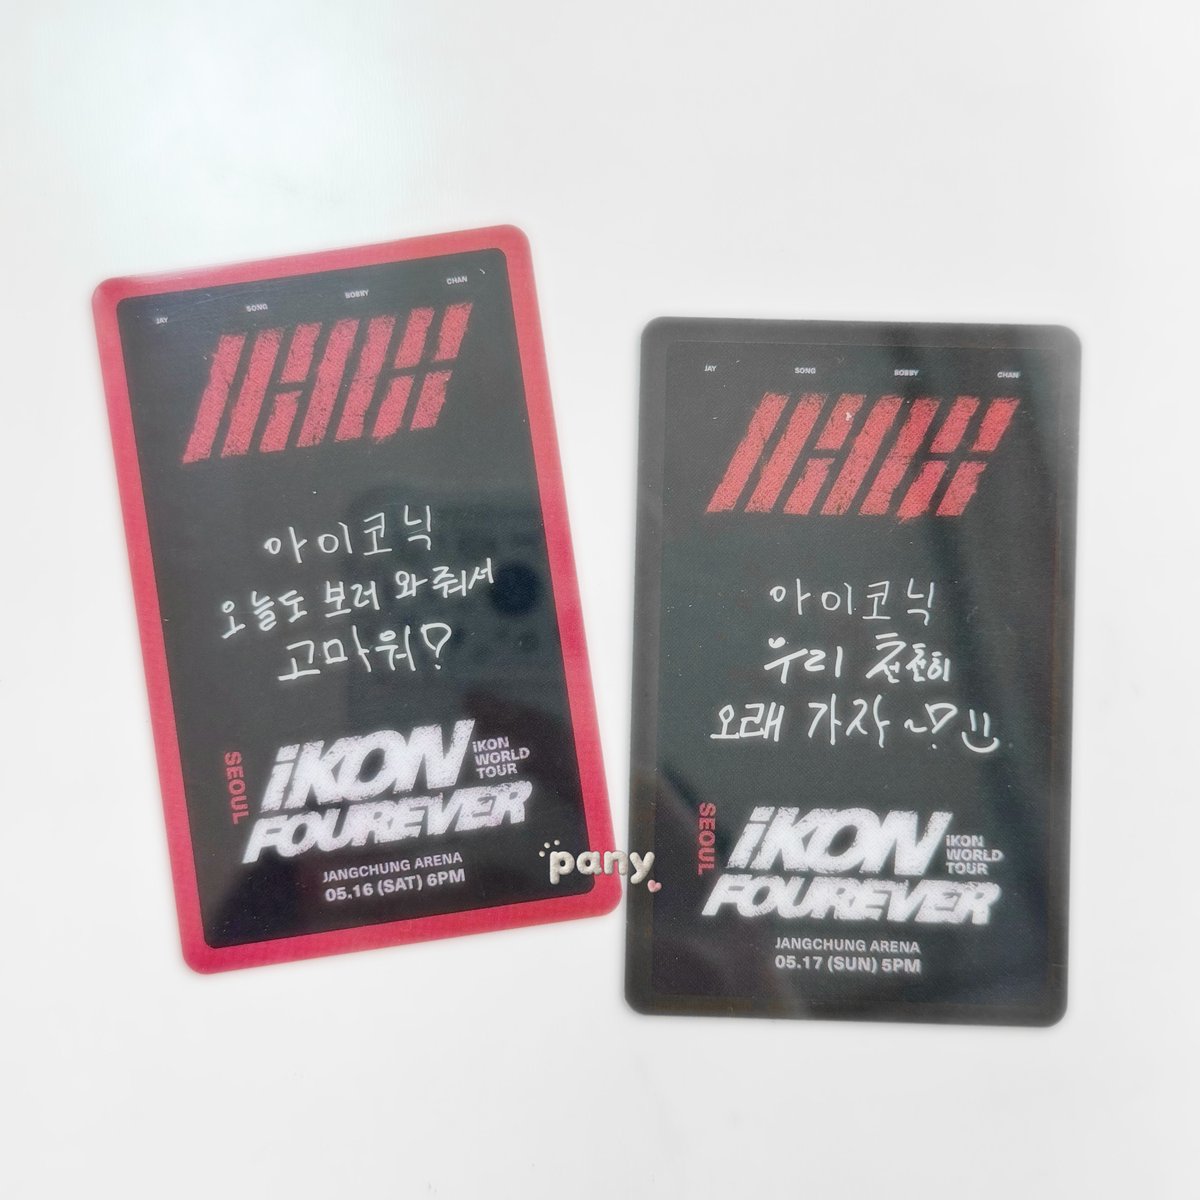 JAY SONG BOBBY CHAN
아이코닉
오늘도 보러 와줘서
고마워♡
SEOUL
iKON
FOUREVER
iKON
WORLD
TOUR
JANGCHUNG ARENA
05.16 (SAT) 6PM
JAY SONG BOBBY CHAN
아이코닉
우리 천천히
오래 가자~♡
SEOUL
iKON
FOUREVER
iKON
WORLD
TOUR
JANGCHUNG ARENA
05.17 (SUN) 5PM
pany